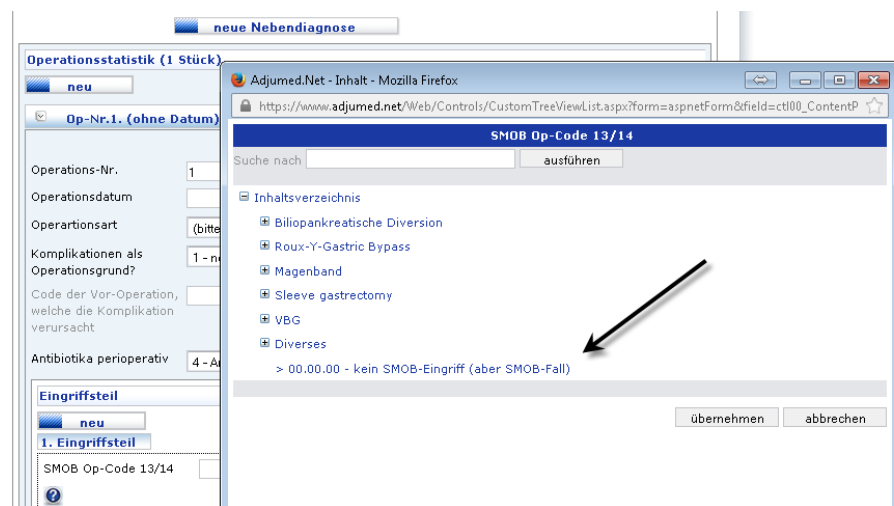 neue Nebendiagnose
Operationsstatistik (1 Stück)
neu
Op-Nr.1. (ohne Datum)
Operations-Nr.
1
Operationsdatum
Operartionsart
(bitte
Komplikationen als
Operationsgrund?
1 - n
Code der Vor-Operation,
welche die Komplikation
verursacht
Antibiotika perioperativ
4 - A
Eingriffsteil
neu
1. Eingriffsteil
SMOB Op-Code 13/14
?
Adjumed.Net - Inhalt - Mozilla Firefox
https://www.adjumed.net/Web/Controls/CustomTreeViewList.aspx?form=aspnetForm&field=ctl00_ContentP
SMOB Op-Code 13/14
Suche nach
ausführen
Inhaltsverzeichnis
Biliopankreatische Diversion
Roux-Y-Gastric Bypass
Magenband
Sleeve gastrectomy
VBG
Diverses
> 00.00.00 - kein SMOB-Eingriff (aber SMOB-Fall)
übernehmen
abbrechen